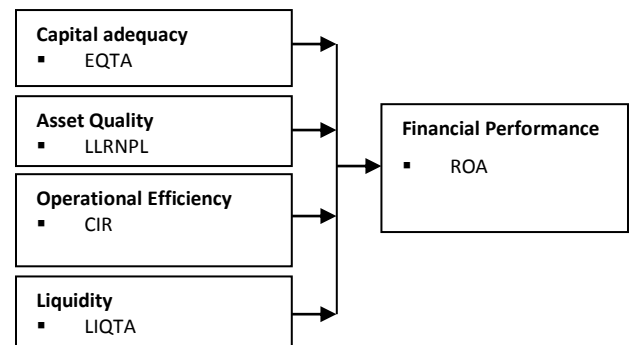 Capital adequacy
▪ EQTA
Asset Quality
▪ LLRNPL
Operational Efficiency
▪ CIR
Liquidity
▪ LIQTA
Financial Performance
▪ ROA